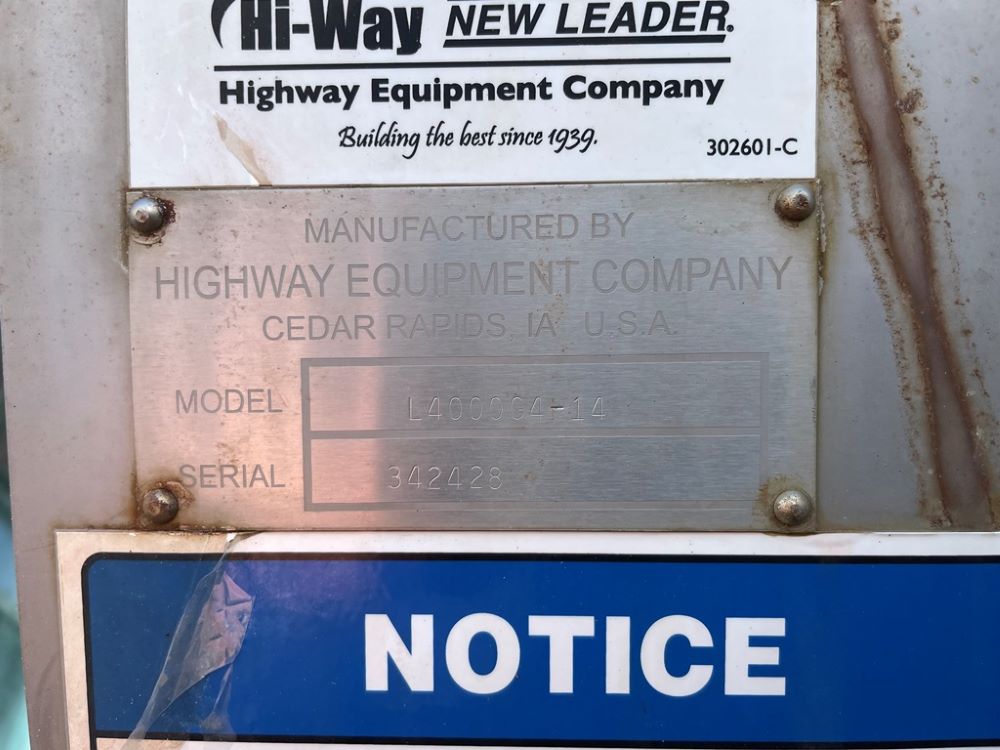 Hi-Way NEW LEADER.
Highway Equipment Company
Building the best since 1939.
302601-C
MANUFACTURED BY
HIGHWAY EQUIPMENT COMPANY
CEDAR RAPIDS, IA U.S.A.
MODEL L4000G4-14
SERIAL 342428
NOTICE